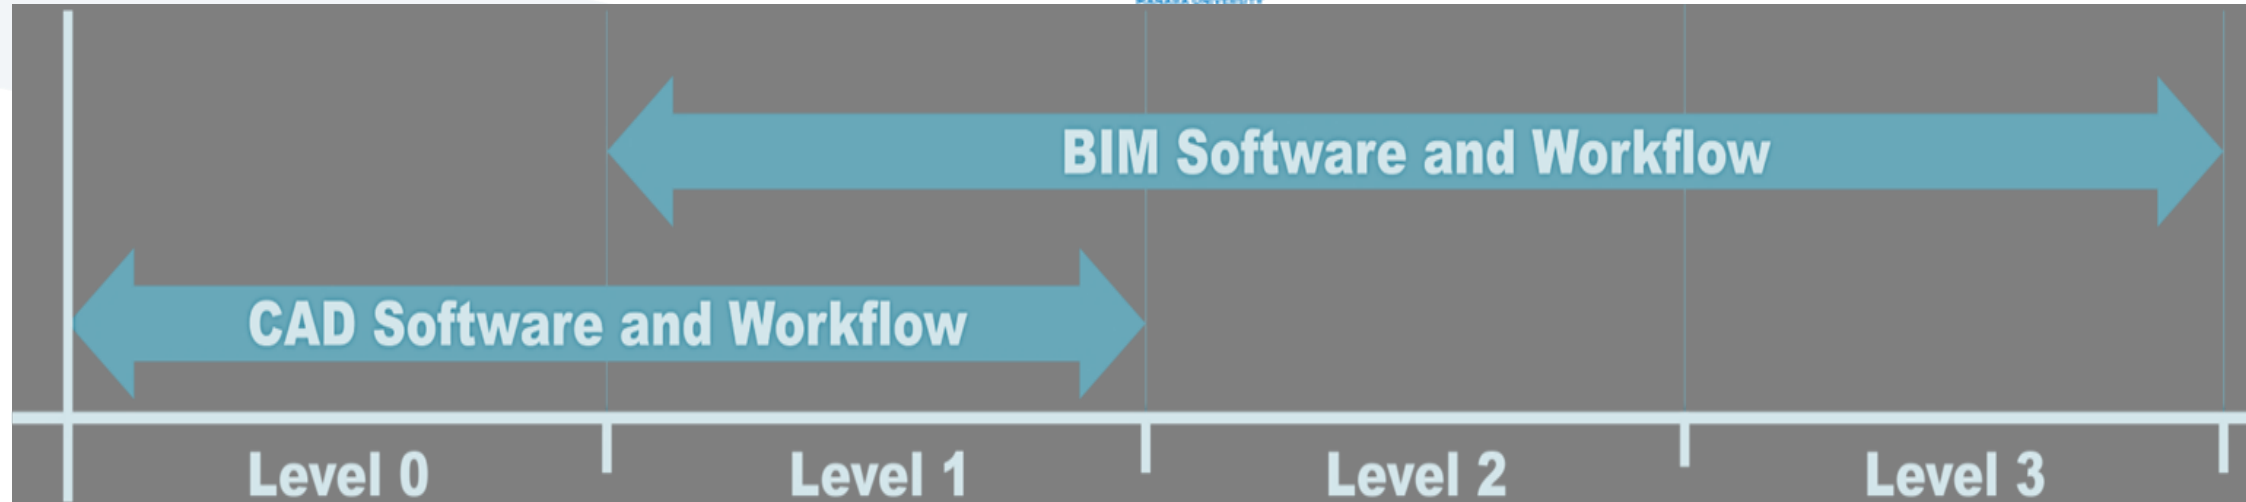 BIM Software and Workflow
CAD Software and Workflow
Level 0
Level 1
Level 2
Level 3